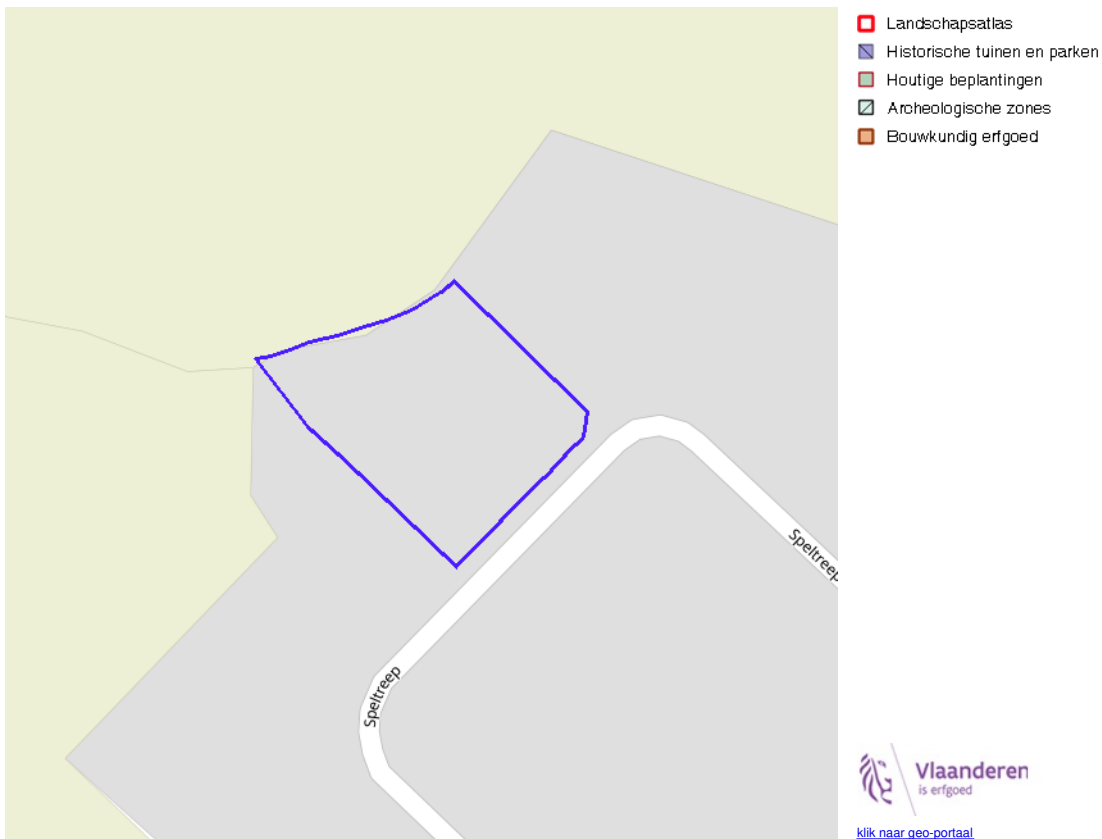 Landschapsatlas
Historische tuinen en parken
Houtige beplantingen
Archeologische zones
Bouwkundig erfgoed
Speltreep
Speltreep
Vlaanderen
is erfgoed
klik naar geo-portaal